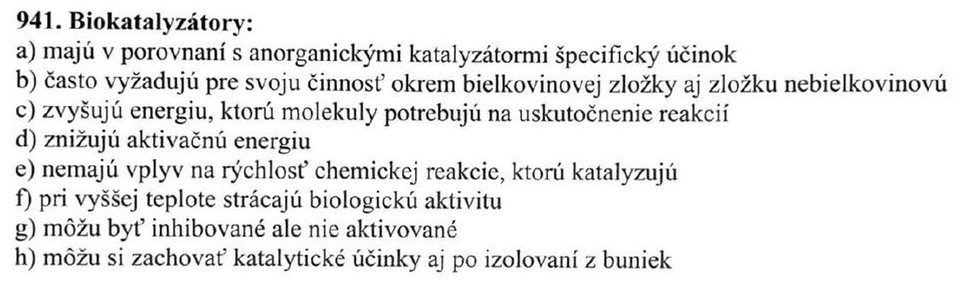 941. Biokatalyzátory:
a) majú v porovnaní s anorganickými katalyzátormi špecifický účinok
b) často vyžadujú pre svoju činnosť okrem bielkovinovej zložky aj zložku nebielkovinovú
c) zvyšujú energiu, ktorú molekuly potrebujú na uskutočnenie reakcií
d) znižujú aktivačnú energiu
e) nemajú vplyv na rýchlosť chemickej reakcie, ktorú katalyzujú
f) pri vyššej teplote strácajú biologickú aktivitu
g) môžu byť inhibované ale nie aktivované
h) môžu si zachovať katalytické účinky aj po izolovaní z buniek